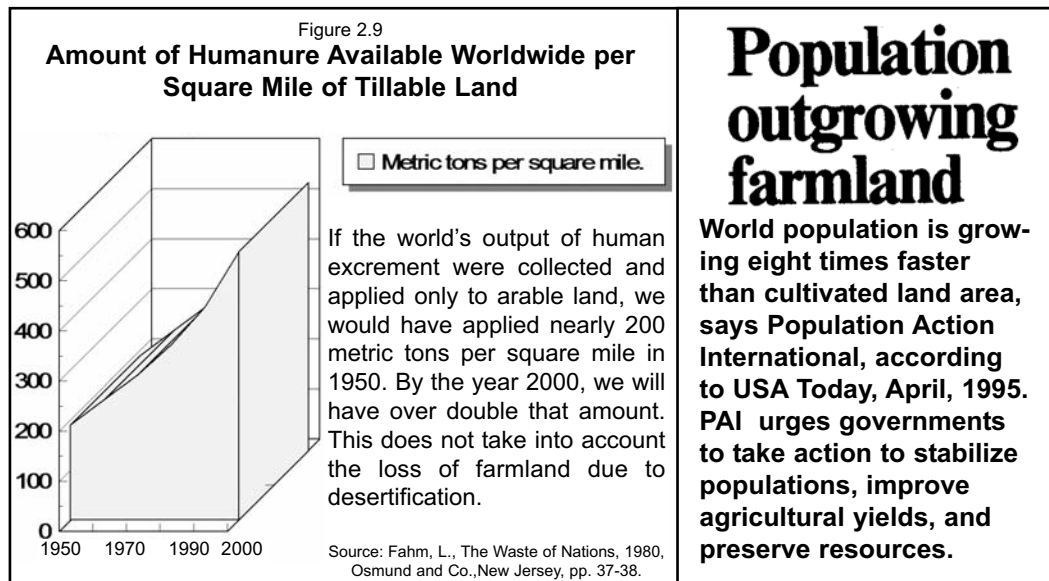 Figure 2.9
Amount of Humanure Available Worldwide per
Square Mile of Tillable Land
Metric tons per square mile.
600
500
400
300
200
100
0
1950 1970 1990 2000
If the world's output of human
excrement were collected and
applied only to arable land, we
would have applied nearly 200
metric tons per square mile in
1950. By the year 2000, we will
have over double that amount.
This does not take into account
the loss of farmland due to
desertification.
Source: Fahm, L., The Waste of Nations, 1980,
Osmund and Co.,New Jersey, pp. 37-38.
Population
outgrowing
farmland
World population is grow-
ing eight times faster
than cultivated land area,
says Population Action
International, according
to USA Today, April, 1995.
PAI urges governments
to take action to stabilize
populations, improve
agricultural yields, and
preserve resources.